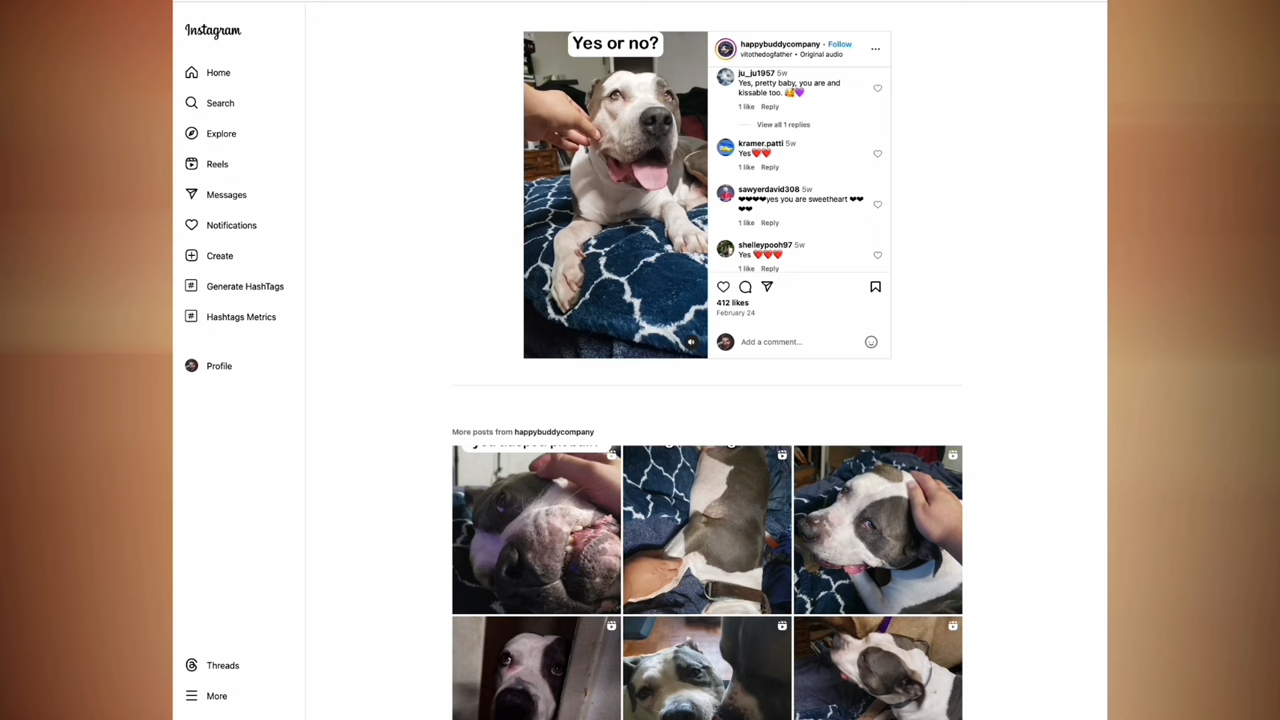 Instagram
Home
Search
Explore
Reels
Messages
Notifications
Create
Generate HashTags
Hashtags Metrics
Profile
Threads
More
Yes or no?
happybuddycompany • Follow
vitothedogfather • Original audio
ju_ju1957 5w
Yes, pretty baby, you are and
kissable too. 🥰💜
1 like Reply
View all 1 replies
kramer.patti 5w
Yes❤️❤️
1 like Reply
sawyerdavid308 5w
❤❤❤❤yes you are sweetheart ❤❤
❤❤
1 like Reply
shelleypooh97 5w
Yes ❤️❤️❤️
1 like Reply
412 likes
February 24
Add a comment...
More posts from happybuddycompany